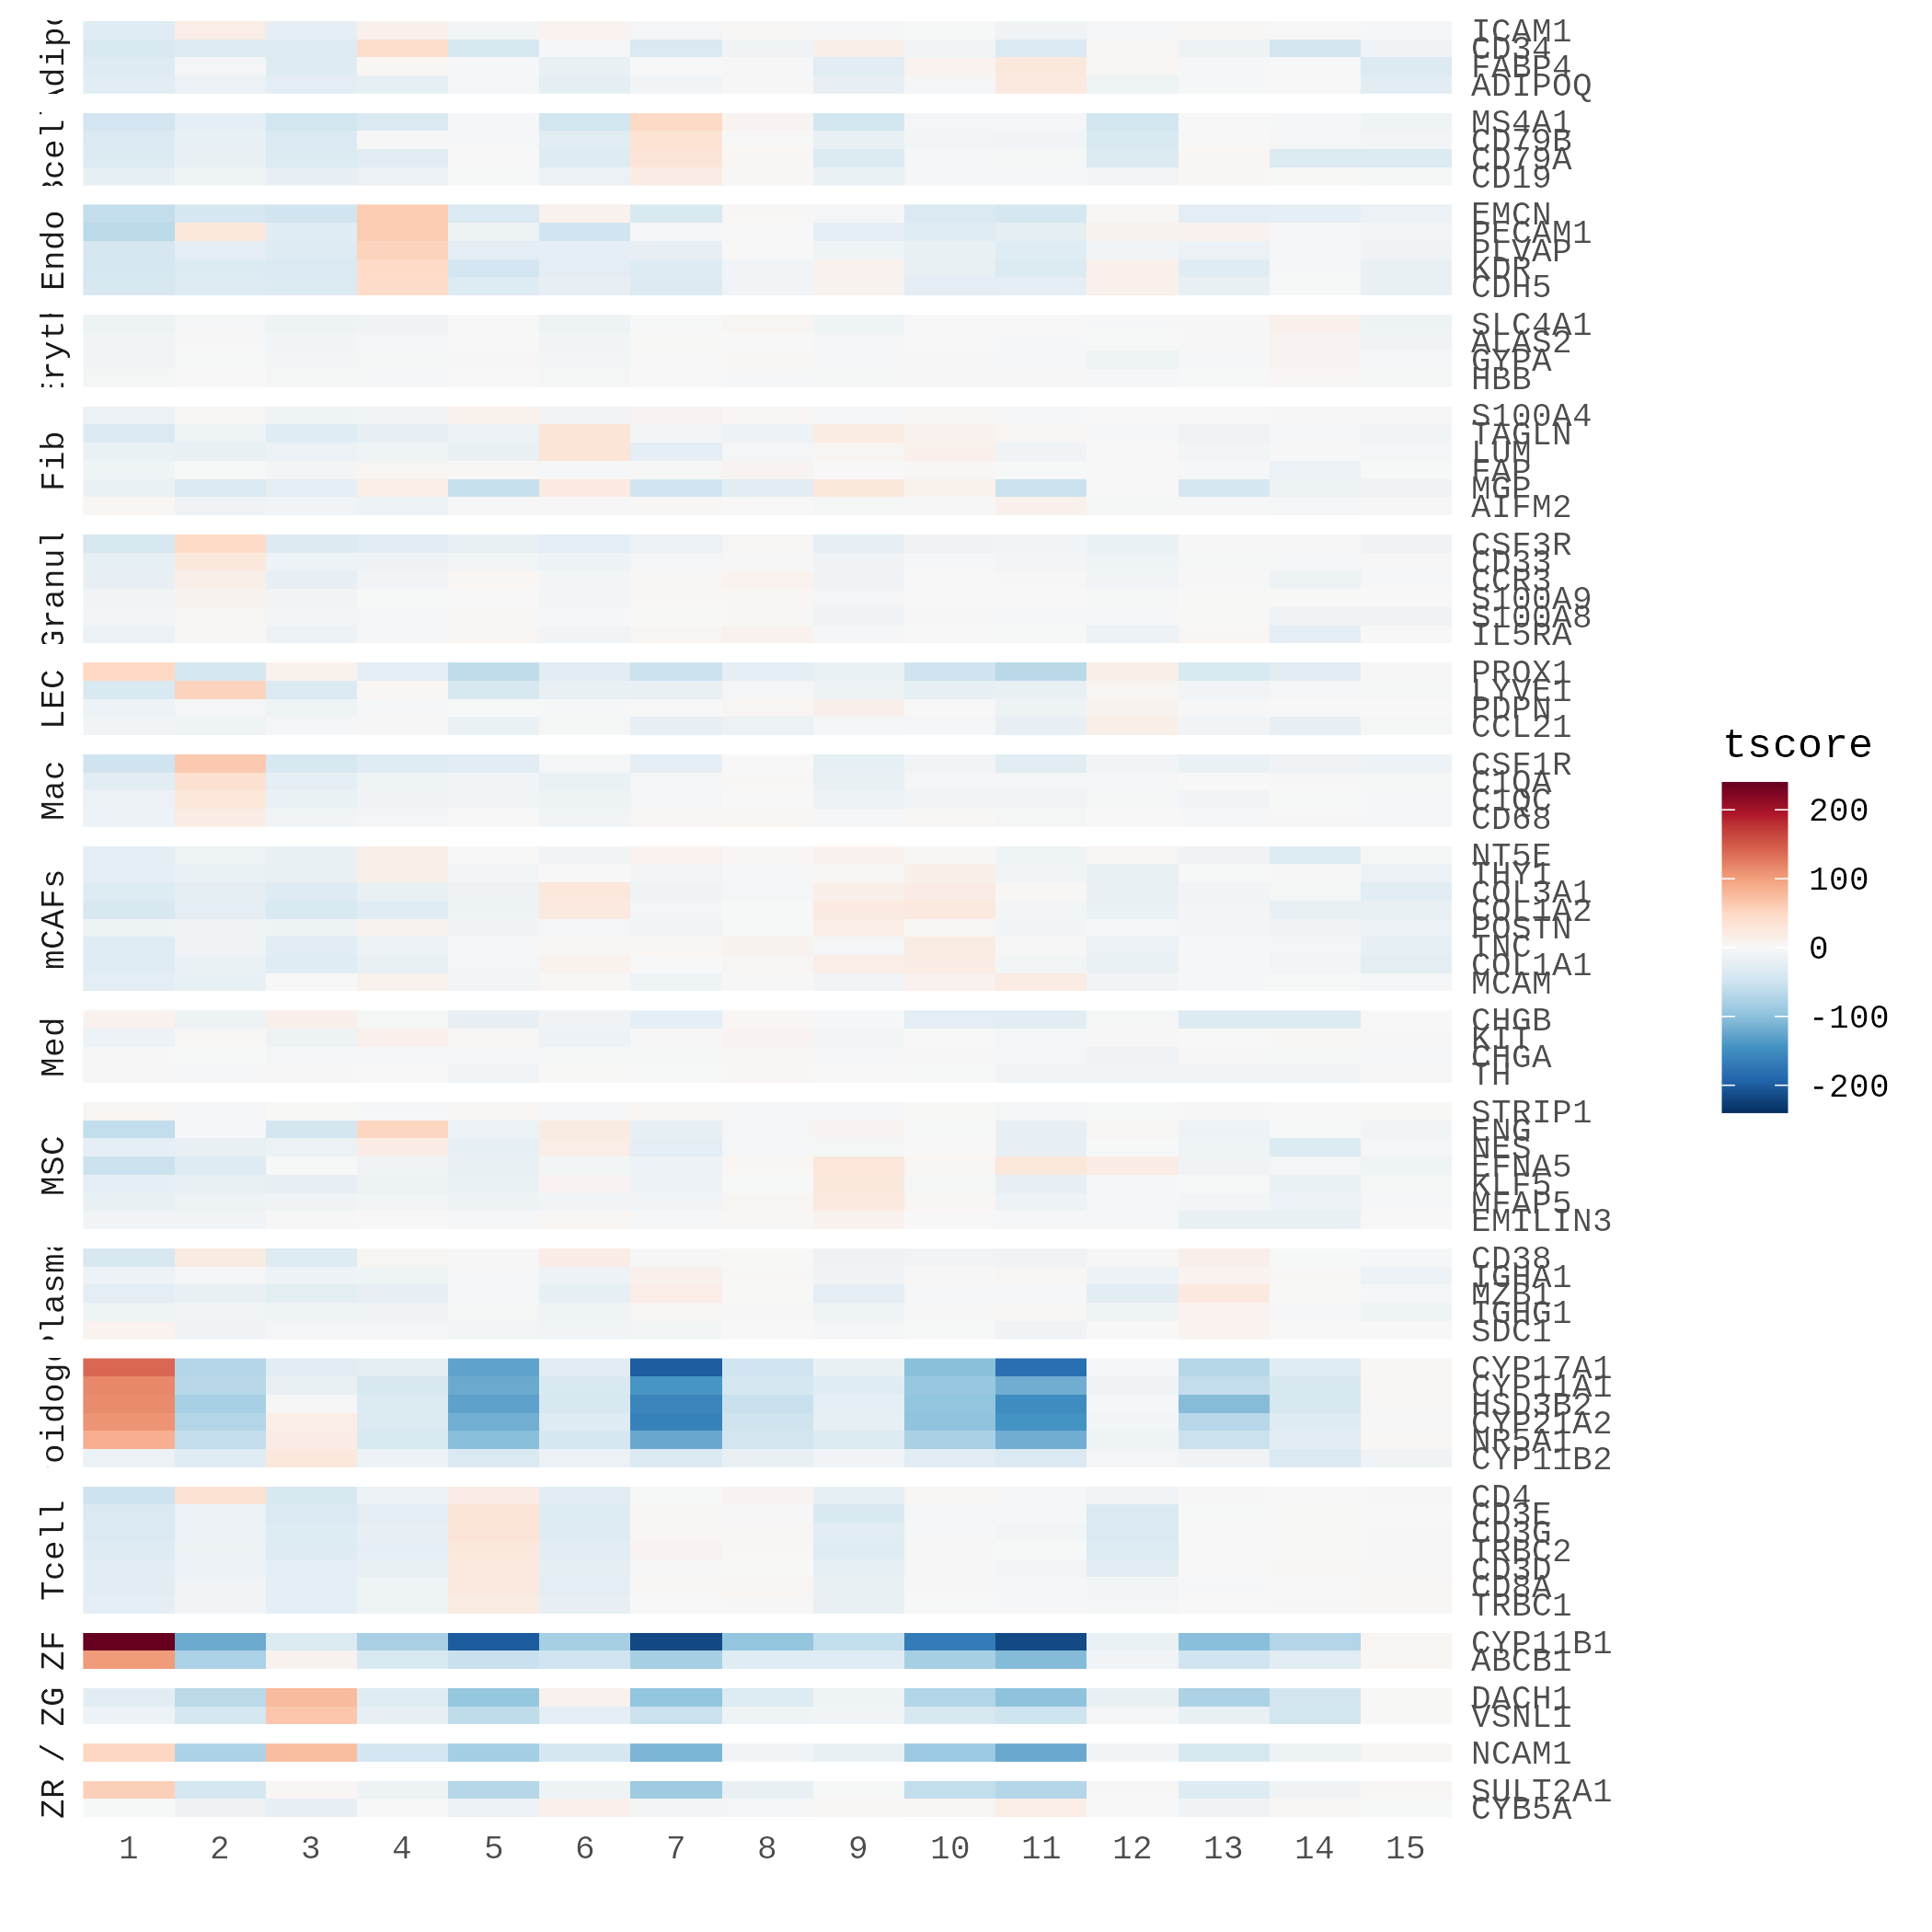 ICAM1
CD34
FABP4
ADIPOQ
MS4A1
CD79B
CD79A
CD19
Endo
EMCN
PECAM1
PLVAP
KDR
CDH5
SLC4A1
ALAS2
GYPA
HBB
Fib
S100A4
TAGLN
LUM
FAP
MGP
AIFM2
CSF3R
CD33
CCR3
S100A9
S100A8
IL5RA
LEC
PROX1
LYVE1
PDPN
CCL21
Mac
CSF1R
C1QA
C1QC
CD68
mCAFs
NT5E
THY1
COL3A1
COL1A2
POSTN
TNC
COL1A1
MCAM
Med
CHGB
KIT
CHGA
TH
MSC
STRIP1
ENG
NES
EFNA5
KLF5
MFAP5
EMILIN3
CD38
IGHA1
MZB1
IGHG1
SDC1
CYP17A1
CYP11A1
HSD3B2
CYP21A2
NR5A1
CYP11B2
Tcell
CD4
CD3E
CD3G
TRBC2
CD3D
CD8A
TRBC1
ZF
CYP11B1
ABCB1
ZG
DACH1
VSNL1
/
NCAM1
ZR
SULT2A1
CYB5A
1 2 3 4 5 6 7 8 9 10 11 12 13 14 15
tscore
200
100
0
-100
-200